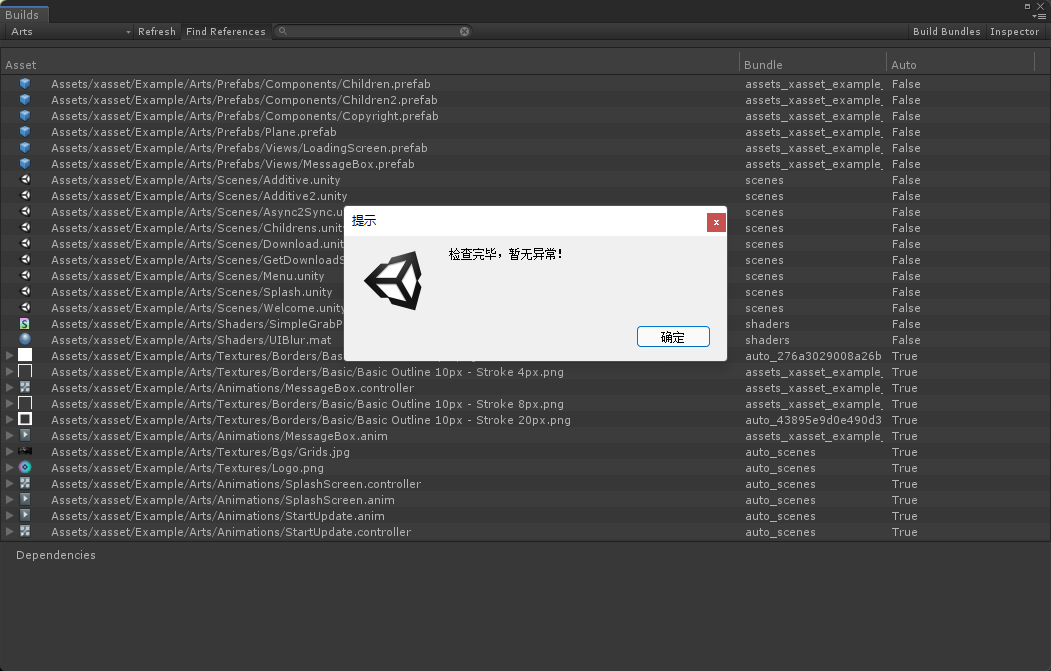 Builds
Arts Refresh Find References Build Bundles Inspector
Asset Bundle Auto
Assets/xasset/Example/Arts/Prefabs/Components/Children.prefab assets_xasset_example_ False
Assets/xasset/Example/Arts/Prefabs/Components/Children2.prefab assets_xasset_example_ False
Assets/xasset/Example/Arts/Prefabs/Components/Copyright.prefab assets_xasset_example_ False
Assets/xasset/Example/Arts/Prefabs/Plane.prefab assets_xasset_example_ False
Assets/xasset/Example/Arts/Prefabs/Views/LoadingScreen.prefab assets_xasset_example_ False
Assets/xasset/Example/Arts/Prefabs/Views/MessageBox.prefab assets_xasset_example_ False
Assets/xasset/Example/Arts/Scenes/Additive.unity scenes False
Assets/xasset/Example/Arts/Scenes/Additive2.unity scenes False
Assets/xasset/Example/Arts/Scenes/Async2Sync.u scenes False
Assets/xasset/Example/Arts/Scenes/Childrens.unit scenes False
Assets/xasset/Example/Arts/Scenes/Download.unit scenes False
Assets/xasset/Example/Arts/Scenes/GetDownloadS scenes False
Assets/xasset/Example/Arts/Scenes/Menu.unity scenes False
Assets/xasset/Example/Arts/Scenes/Splash.unity scenes False
Assets/xasset/Example/Arts/Scenes/Welcome.unity scenes False
Assets/xasset/Example/Arts/Shaders/SimpleGrabP shaders False
Assets/xasset/Example/Arts/Shaders/UIBlur.mat shaders False
Assets/xasset/Example/Arts/Textures/Borders/Bas auto_276a3029008a26b True
Assets/xasset/Example/Arts/Textures/Borders/Basic/Basic Outline 10px - Stroke 4px.png assets_xasset_example_ True
Assets/xasset/Example/Arts/Animations/MessageBox.controller assets_xasset_example_ True
Assets/xasset/Example/Arts/Textures/Borders/Basic/Basic Outline 10px - Stroke 8px.png assets_xasset_example_ True
Assets/xasset/Example/Arts/Textures/Borders/Basic/Basic Outline 10px - Stroke 20px.png auto_43895e9d0e490d3 True
Assets/xasset/Example/Arts/Animations/MessageBox.anim assets_xasset_example_ True
Assets/xasset/Example/Arts/Textures/Bgs/Grids.jpg auto_scenes True
Assets/xasset/Example/Arts/Textures/Logo.png auto_scenes True
Assets/xasset/Example/Arts/Animations/SplashScreen.controller auto_scenes True
Assets/xasset/Example/Arts/Animations/SplashScreen.anim auto_scenes True
Assets/xasset/Example/Arts/Animations/StartUpdate.anim auto_scenes True
Assets/xasset/Example/Arts/Animations/StartUpdate.controller auto_scenes True
Dependencies
提示
检查完毕，暂无异常！
确定